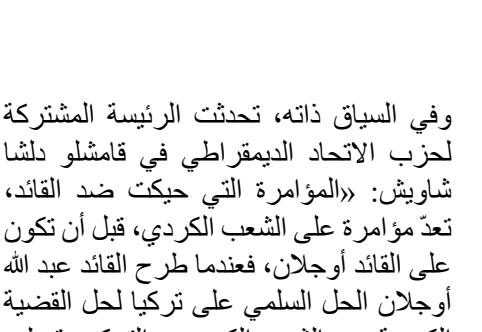 وفي السياق ذاته، تحدثت الرئيسة المشتركة
لحزب الاتحاد الديمقراطي في قامشلو دلشا
شاويش: «المؤامرة التي حيكت ضد القائد،
تعدّ مؤامرة على الشعب الكردي، قبل أن تكون
على القائد أوجلان، فعندما طرح القائد عبد الله
أوجلان الحل السلمي على تركيا لحل القضية